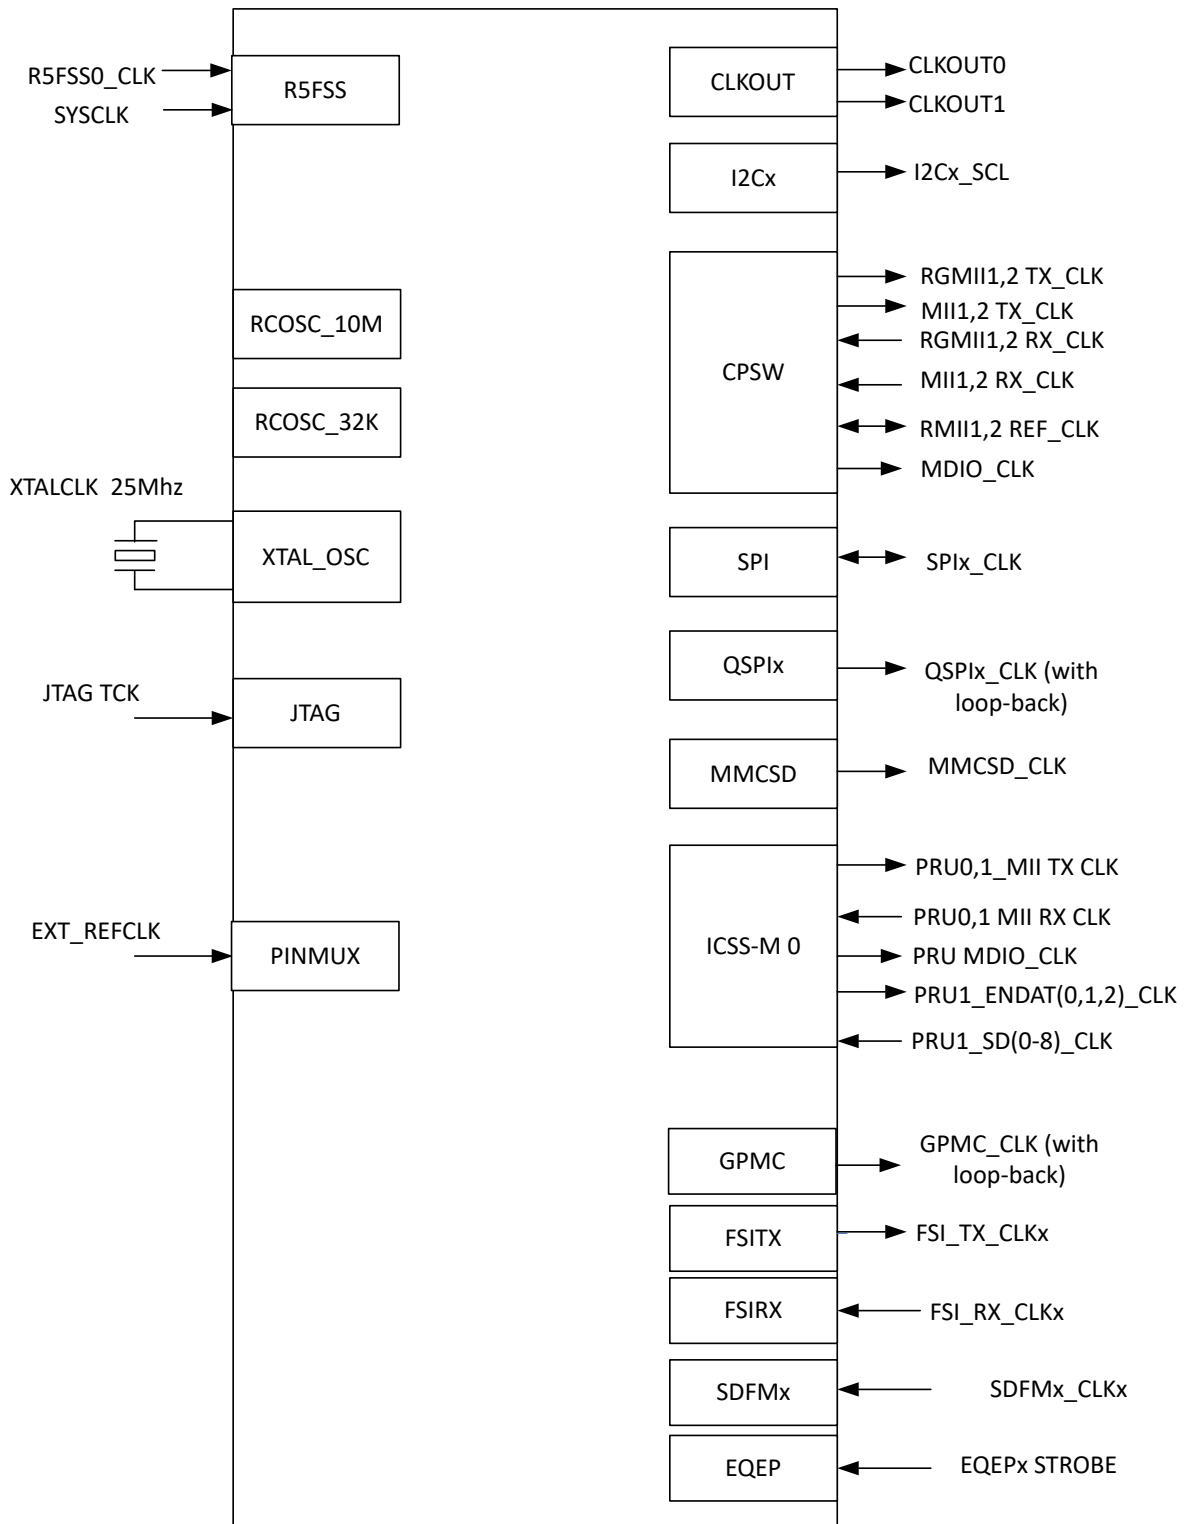 R5FSS0_CLK
SYSCLK
R5FSS
RCOSC_10M
RCOSC_32K
XTALCLK 25Mhz
XTAL_OSC
JTAG TCK
JTAG
EXT_REFCLK
PINMUX
CLKOUT
CLKOUT0
CLKOUT1
I2Cx
I2Cx_SCL
CPSW
RGMII1,2 TX_CLK
MII1,2 TX_CLK
RGMII1,2 RX_CLK
MII1,2 RX_CLK
RMII1,2 REF_CLK
MDIO_CLK
SPI
SPIx_CLK
QSPIx
QSPIx_CLK (with
loop-back)
MMCSD
MMCSD_CLK
ICSS-M 0
PRU0,1_MII TX CLK
PRU0,1 MII RX CLK
PRU MDIO_CLK
PRU1_ENDAT(0,1,2)_CLK
PRU1_SD(0-8)_CLK
GPMC
GPMC_CLK (with
loop-back)
FSITX
FSI_TX_CLKx
FSIRX
FSI_RX_CLKx
SDFMx
SDFMx_CLKx
EQEP
EQEPx STROBE